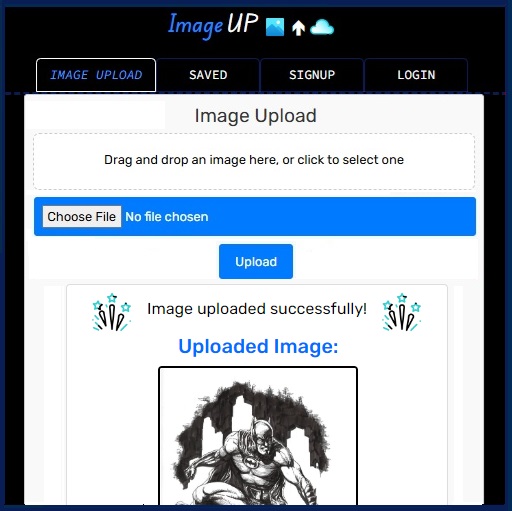 Image UP
IMAGE UPLOAD SAVED SIGNUP LOGIN
Image Upload
Drag and drop an image here, or click to select one
Choose File No file chosen
Upload
Image uploaded successfully!
Uploaded Image: